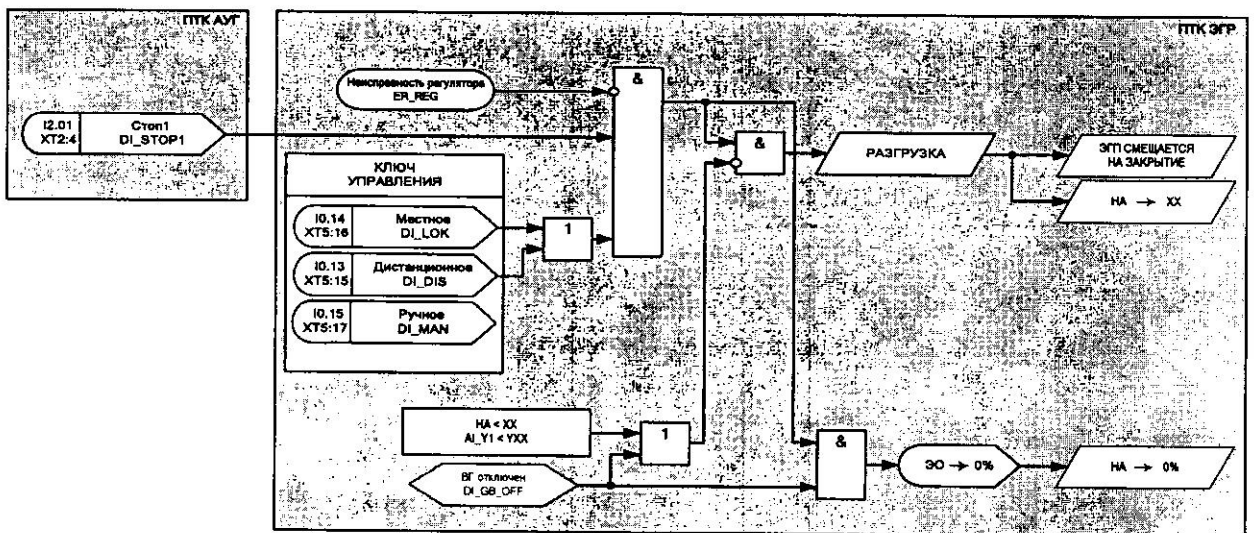 ПТК АУГ
I2.01
XT2:4
Стоп1
DI_STOP1
ПТК ЭГР
Неисправность регулятора
ER_REG
КЛЮЧ
УПРАВЛЕНИЯ
I0.14
XT5:16
Местное
DI_LOK
I0.13
XT5:15
Дистанционное
DI_DIS
I0.15
XT5:17
Ручное
DI_MAN
1
&
&
РАЗГРУЗКА
ЭГП СМЕЩАЕТСЯ
НА ЗАКРЫТИЕ
НА → ХХ
НА < ХХ
AI_Y1 < YXX
ВГ отключен
DI_GB_OFF
1
&
ЭО → 0%
НА → 0%